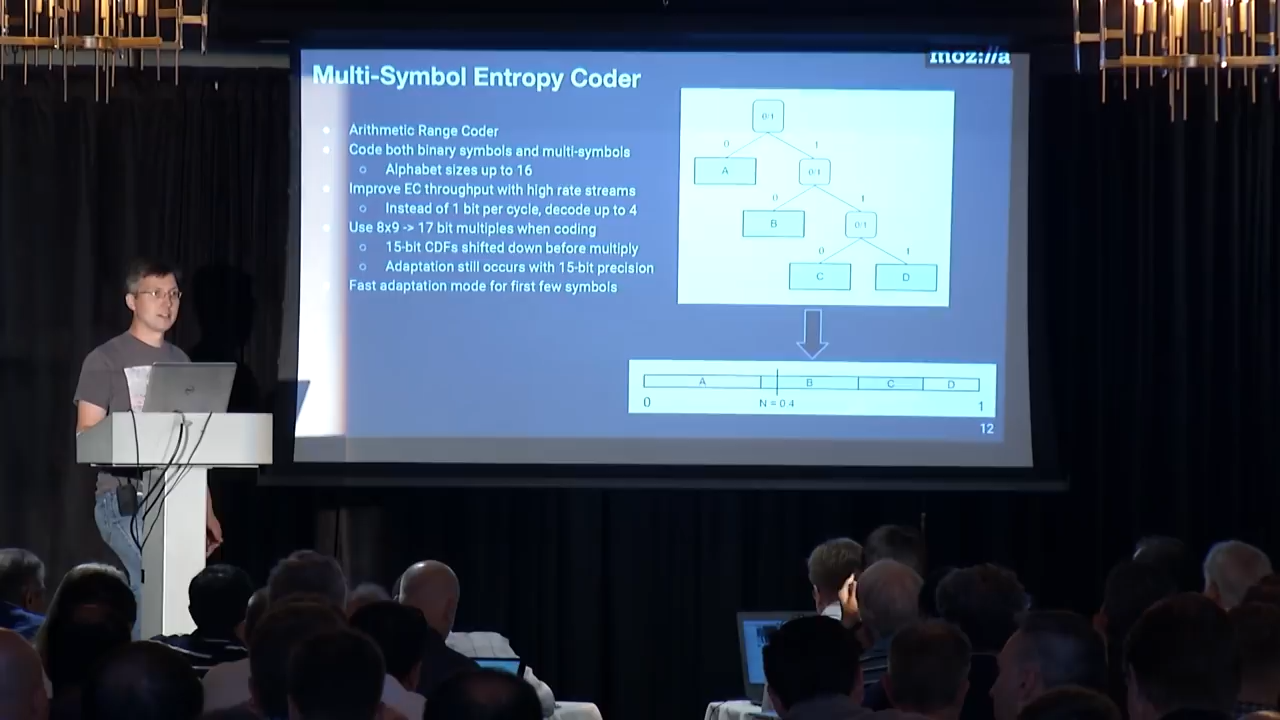 moz://a
Multi-Symbol Entropy Coder
Arithmetic Range Coder
Code both binary symbols and multi-symbols
Alphabet sizes up to 16
Improve EC throughput with high rate streams
Instead of 1 bit per cycle, decode up to 4
Use 8x9 -> 17 bit multiples when coding
15-bit CDFs shifted down before multiply
Adaptation still occurs with 15-bit precision
Fast adaptation mode for first few symbols
0/1
0 1
A 0/1
0 1
B 0/1
0 1
C D
A B C D
0 N = 0.4 1
12